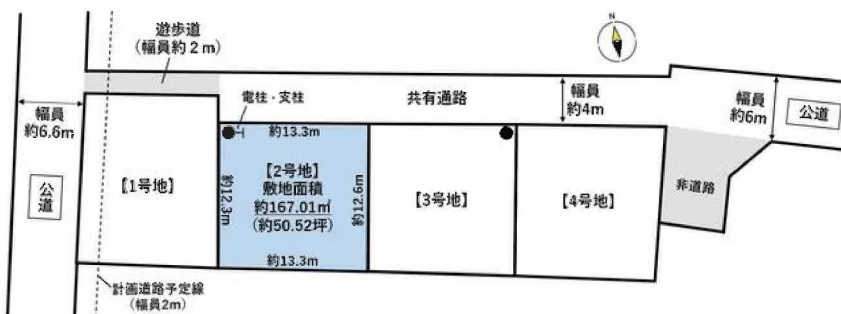 遊歩道
(幅員約2m)
N
幅員
約6.6m
電柱・支柱
共有通路
幅員
約4m
幅員
約6m
公道
約13.3m
【1号地】
【2号地】
敷地面積
約167.01㎡
(約50.52坪)
約12.3m
約12.6m
約13.3m
【3号地】
【4号地】
非道路
公道
計画道路予定線
(幅員2m)